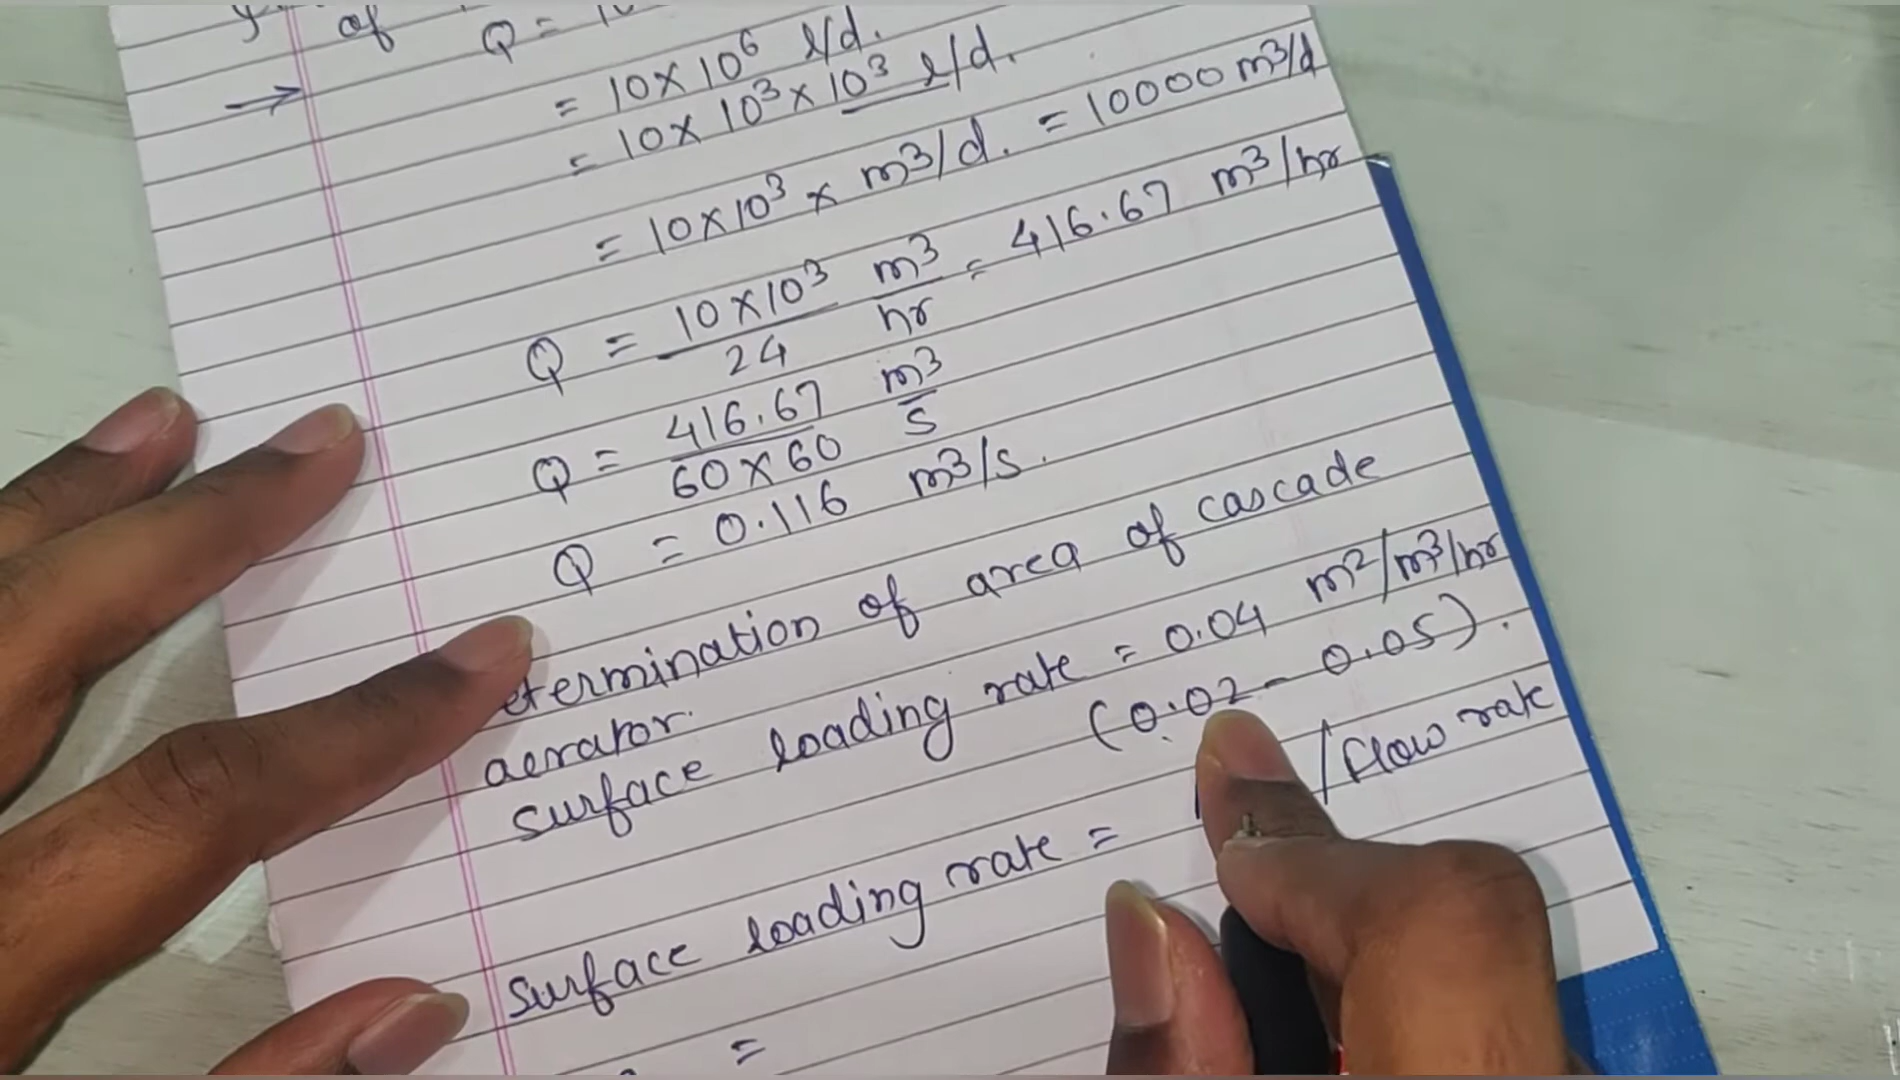 of Q =
→ = 10 × 10⁶ l/d.
= 10 × 10³ × 10³ l/d.
= 10×10³ × m³/d. = 10000 m³/d
Q = 10×10³/24 m³/hr = 416.67 m³/hr
Q = 416.67/60×60 m³/s
Q = 0.116 m³/s.
etermination of area of cascade
aerator.
surface loading rate = 0.04 m²/m³/hr
(0.02 - 0.05).
surface loading rate = /Flow rate
=